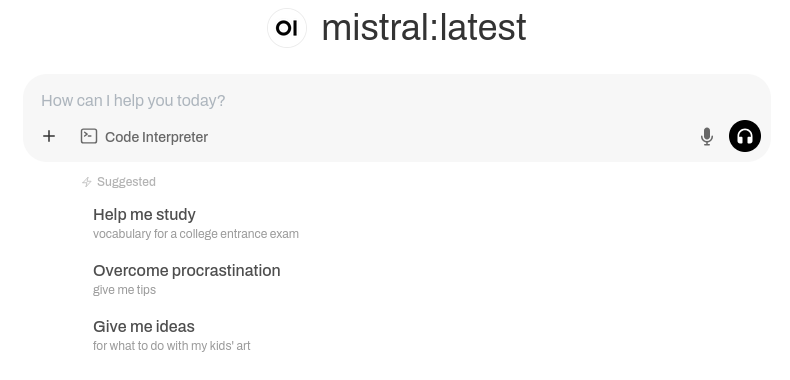 OI mistral:latest
How can I help you today?
Code Interpreter
Suggested
Help me study
vocabulary for a college entrance exam
Overcome procrastination
give me tips
Give me ideas
for what to do with my kids' art